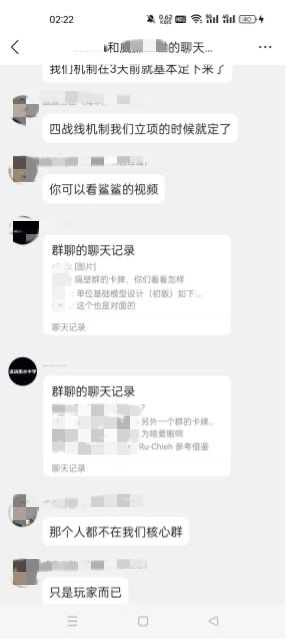 02:22
40
和威
的聊天...
我们机制在3天前就基本定下来了
四战线机制我们立项的时候就定了
你可以看鲨鲨的视频
群聊的聊天记录
[图片]
隔壁群的卡牌，你们看看怎样
单位基础模型设计（初版）如下...
这个也是对面的
聊天记录
群聊的聊天记录
?
另外一个群的卡牌...
为啥要搬啊
Ru-Chieh 参考借鉴
聊天记录
那个人都不在我们核心群
只是玩家而已